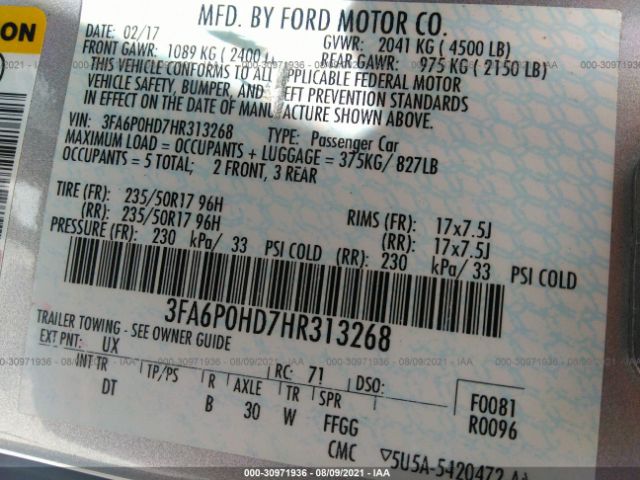 ION
MFD. BY FORD MOTOR CO.
DATE: 02/17 GVWR: 2041 KG ( 4500 LB)
FRONT GAWR: 1089 KG ( 2400 REAR GAWR: 975 KG ( 2150 LB)
THIS VEHICLE CONFORMS TO ALL APPLICABLE FEDERAL MOTOR
VEHICLE SAFETY, BUMPER, AND THEFT PREVENTION STANDARDS
IN EFFECT ON THE DATE OF MANUFACTURE SHOWN ABOVE.
VIN: 3FA6P0HD7HR313268 TYPE: Passenger Car
MAXIMUM LOAD = OCCUPANTS + LUGGAGE = 375KG/ 827LB
OCCUPANTS = 5 TOTAL; 2 FRONT, 3 REAR
TIRE (FR): 235/50R17 96H RIMS (FR): 17x7.5J
(RR): 235/50R17 96H (RR): 17x7.5J
PRESSURE (FR): 230 kPa/ 33 PSI COLD (RR): 230 kPa/ 33 PSI COLD
3FA6P0HD7HR313268
TRAILER TOWING - SEE OWNER GUIDE
EXT PNT: UX RC: 71 DSO: F0081
INT TR TP/PS R AXLE TR SPR R0096
DT B 30 W FFGG
CMC 5U5A-5420472
000-30971936 - 08/09/2021 - IAAI.COM